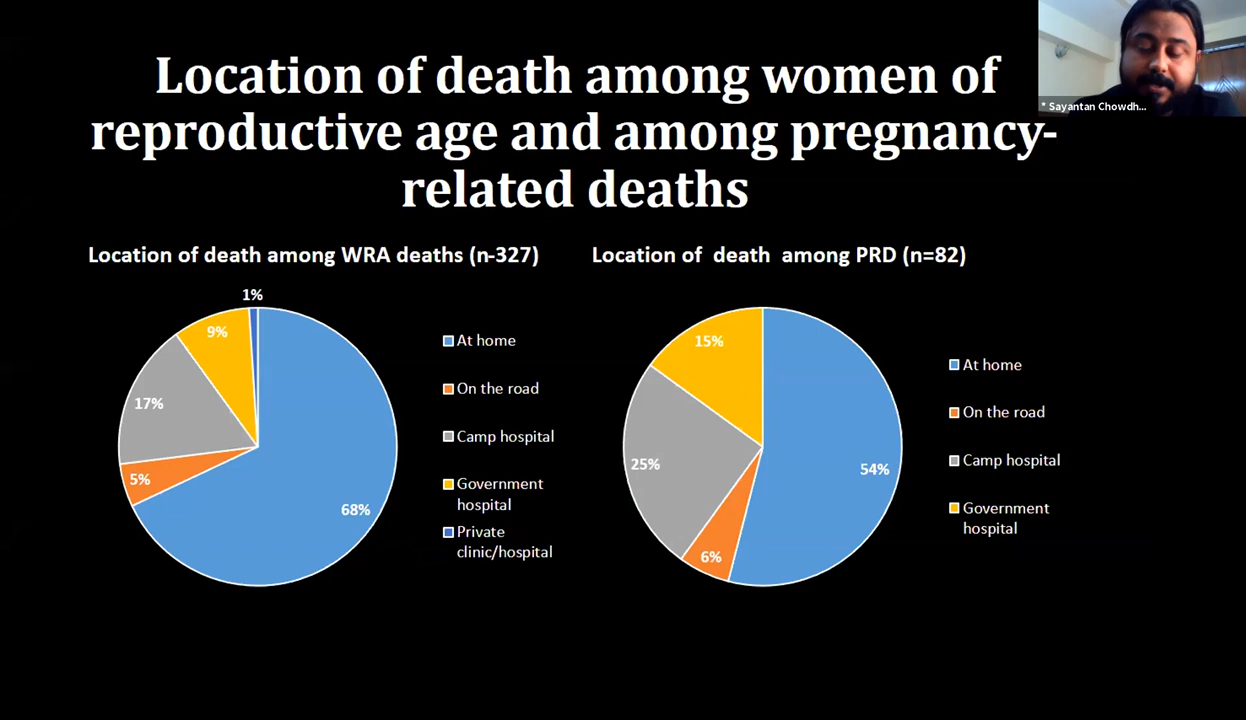 Location of death among women of
reproductive age and among pregnancy-
related deaths
* Sayantan Chowdh...
Location of death among WRA deaths (n-327)
1%
9%
17%
5%
68%
At home
On the road
Camp hospital
Government
hospital
Private
clinic/hospital
Location of  death  among PRD (n=82)
15%
25%
6%
54%
At home
On the road
Camp hospital
Government
hospital